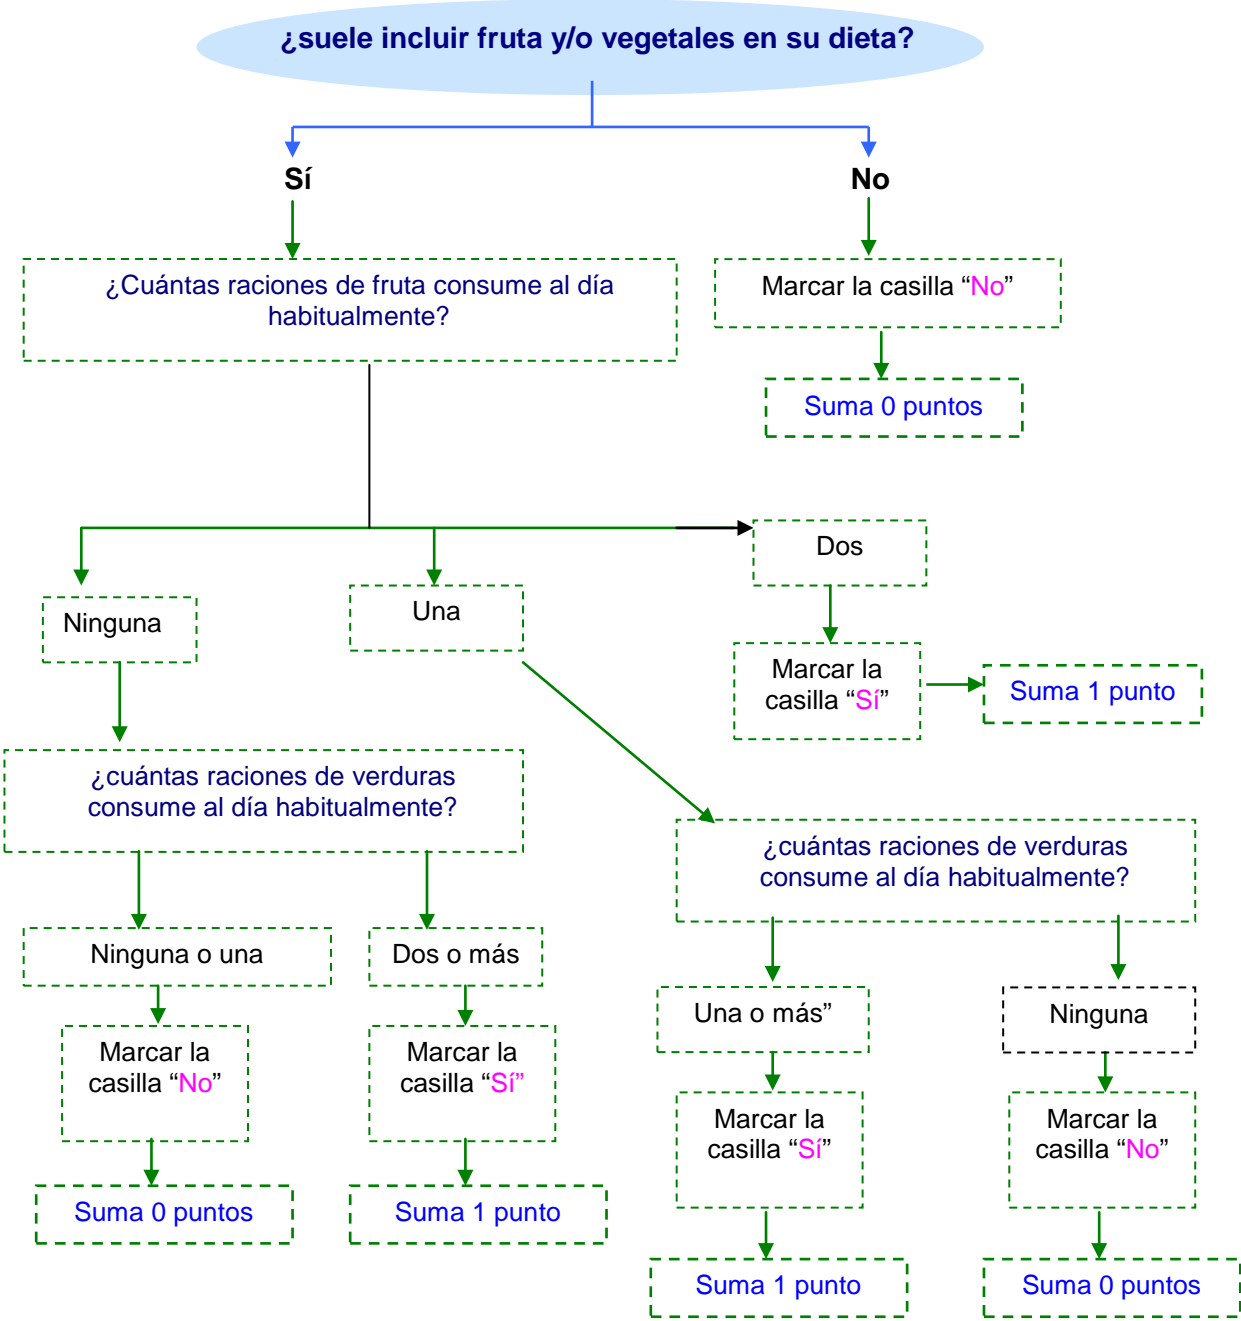 ¿suele incluir fruta y/o vegetales en su dieta?
Sí
No
¿Cuántas raciones de fruta consume al día
habitualmente?
Marcar la casilla “No”
Suma 0 puntos
Ninguna
Una
Dos
Marcar la
casilla “Sí”
Suma 1 punto
¿cuántas raciones de verduras
consume al día habitualmente?
¿cuántas raciones de verduras
consume al día habitualmente?
Ninguna o una
Dos o más
Una o más”
Ninguna
Marcar la
casilla “No”
Marcar la
casilla “Sí”
Marcar la
casilla “Sí”
Marcar la
casilla “No”
Suma 0 puntos
Suma 1 punto
Suma 1 punto
Suma 0 puntos